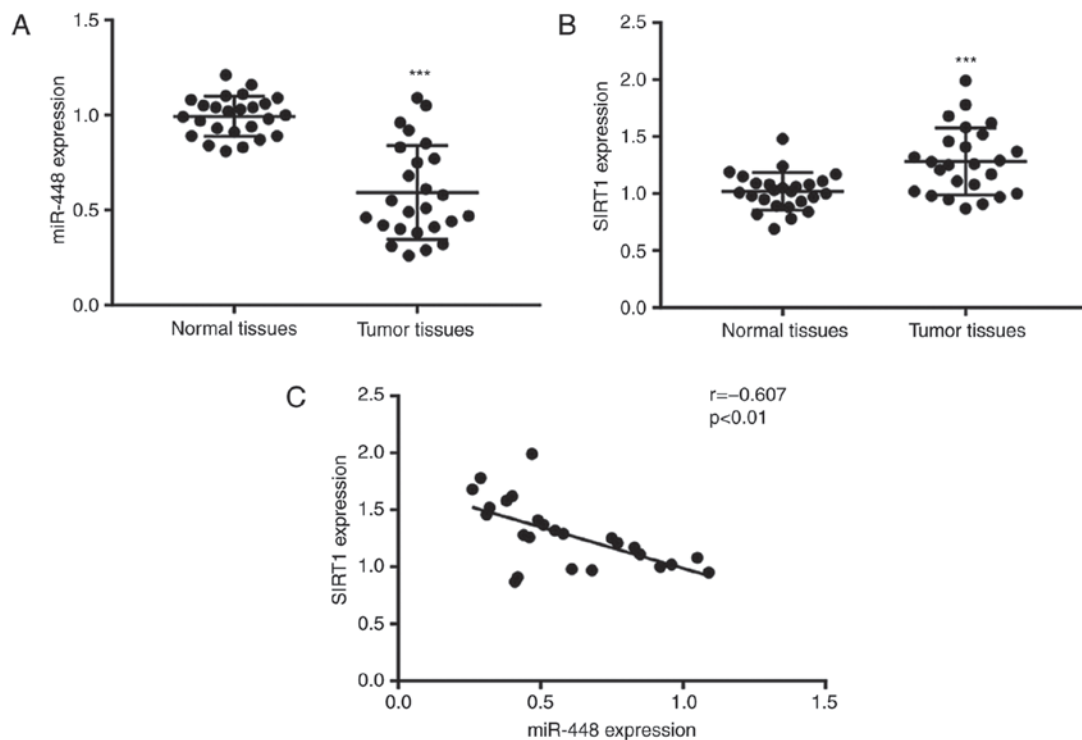 A
miR-448 expression
1.5
1.0
0.5
0.0
***
Normal tissues
Tumor tissues
B
SIRT1 expression
2.5
2.0
1.5
1.0
0.5
0.0
***
Normal tissues
Tumor tissues
C
SIRT1 expression
2.5
2.0
1.5
1.0
0.5
0.0
r=−0.607
p<0.01
0.0
0.5
1.0
1.5
miR-448 expression